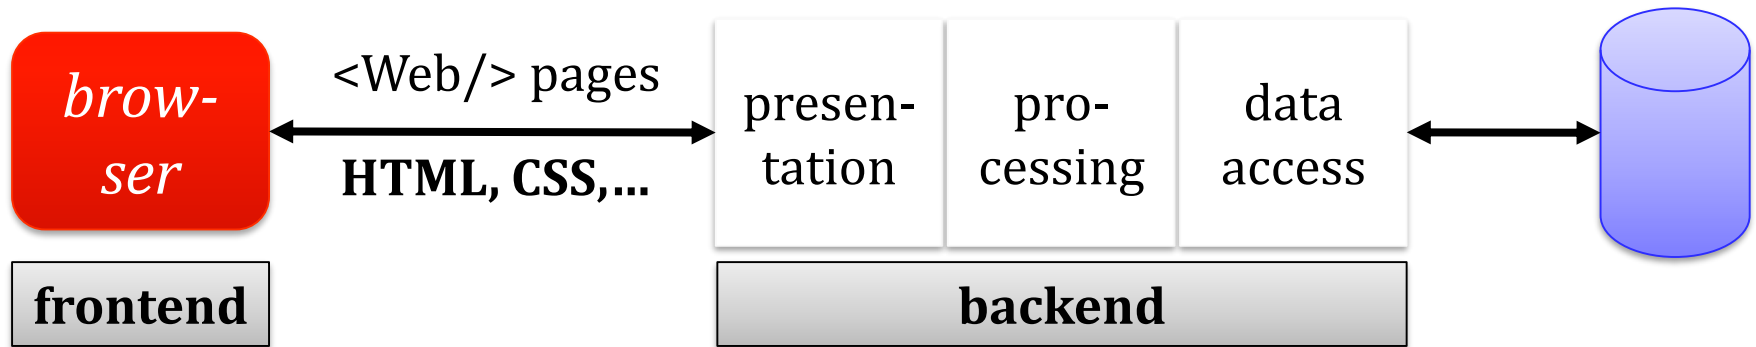 brow-
ser
<Web/> pages
HTML, CSS,...
presen-
tation
pro-
cessing
data
access
frontend
backend